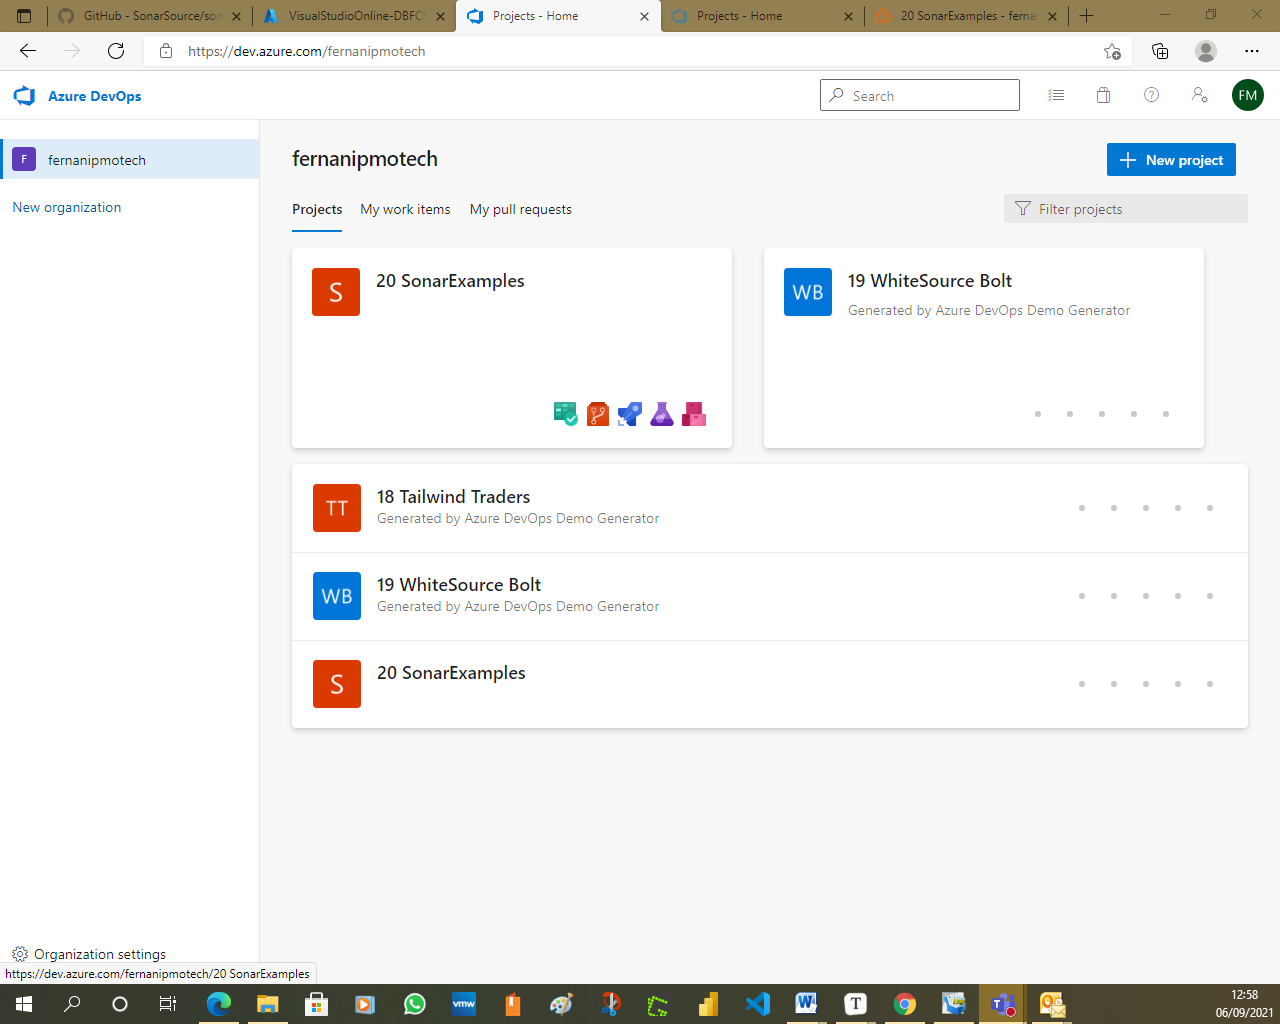 GitHub - SonarSource/sor
VisualStudioOnline-DBFC
Projects - Home
Projects - Home
20 SonarExamples - ferna
https://dev.azure.com/fernanipmotech
Azure DevOps
Search
FM
F
fernanipmotech
New organization
fernanipmotech
New project
Projects
My work items
My pull requests
Filter projects
S
20 SonarExamples
WB
19 WhiteSource Bolt
Generated by Azure DevOps Demo Generator
TT
18 Tailwind Traders
Generated by Azure DevOps Demo Generator
WB
19 WhiteSource Bolt
Generated by Azure DevOps Demo Generator
S
20 SonarExamples
Organization settings
https://dev.azure.com/fernanipmotech/20 SonarExamples
vmw
W
T
12:58
06/09/2021